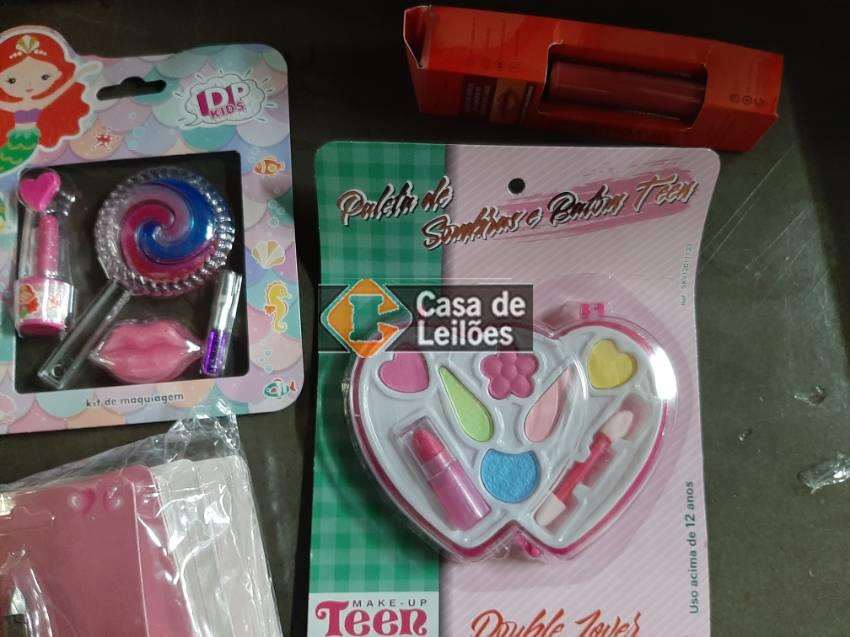 DP
KIDS
kit de maquiagem
Paleta de
Sombras e Batom Teen
Casa de
Leilões
Uso acima de 12 anos
MAKE-UP
Teen
Double Lover